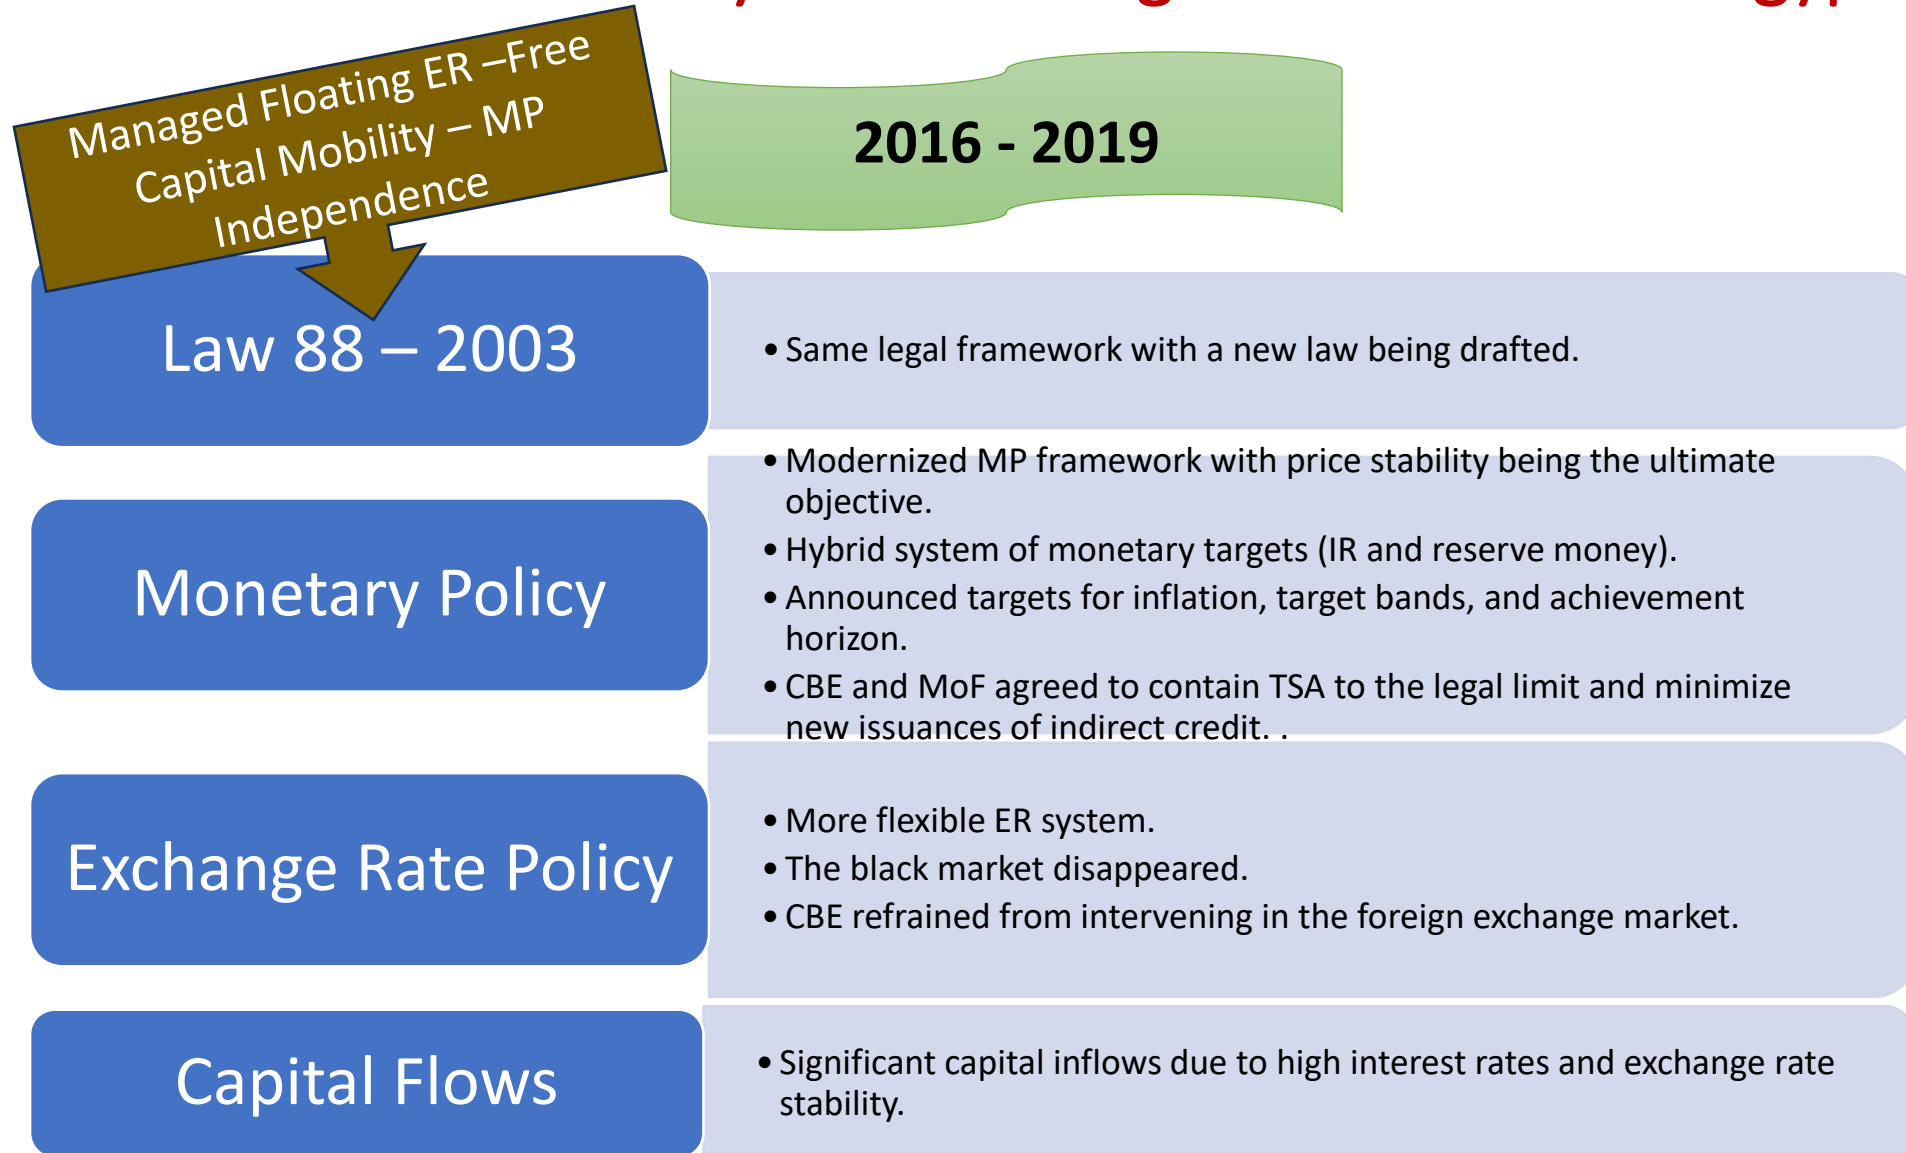 Managed Floating ER –Free
Capital Mobility – MP
Independence
2016 - 2019
Law 88 – 2003
• Same legal framework with a new law being drafted.
Monetary Policy
• Modernized MP framework with price stability being the ultimate
objective.
• Hybrid system of monetary targets (IR and reserve money).
• Announced targets for inflation, target bands, and achievement
horizon.
• CBE and MoF agreed to contain TSA to the legal limit and minimize
new issuances of indirect credit. .
Exchange Rate Policy
• More flexible ER system.
• The black market disappeared.
• CBE refrained from intervening in the foreign exchange market.
Capital Flows
• Significant capital inflows due to high interest rates and exchange rate
stability.